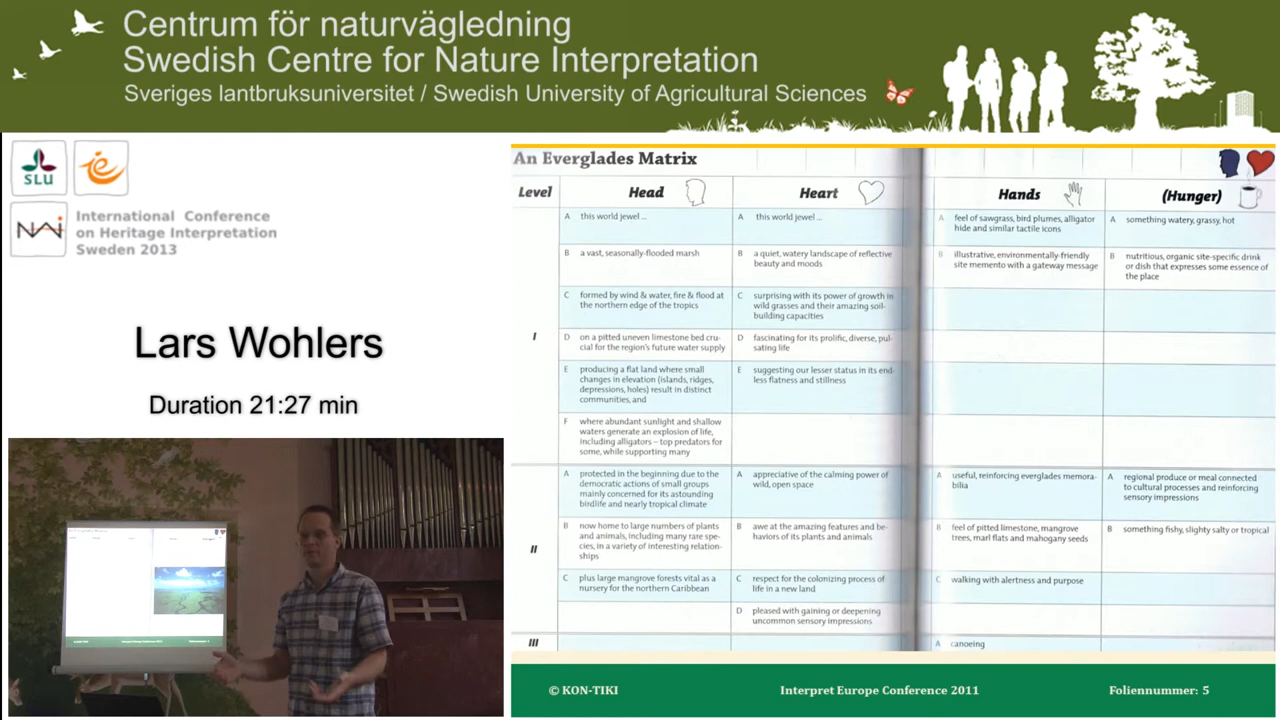 Centrum för naturvägledning
Swedish Centre for Nature Interpretation
Sveriges lantbruksuniversitet / Swedish University of Agricultural Sciences
SLU
NAI
International Conference
on Heritage Interpretation
Sweden 2013
Lars Wohlers
Duration 21:27 min
An Everglades Matrix
Level
Head
Heart
Hands
(Hunger)
I
A this world jewel ...
A this world jewel ...
A feel of sawgrass, bird plumes, alligator
hide and similar tactile icons
A something watery, grassy, hot
B a vast, seasonally-flooded marsh
B a quiet, watery landscape of reflective
beauty and moods
B illustrative, environmentally-friendly
site memento with a gateway message
B nutritious, organic site-specific drink
or dish that expresses some essence of
the place
C formed by wind & water, fire & flood at
the northern edge of the tropics
C surprising with its power of growth in
wild grasses and their amazing soil-
building capacities
D on a pitted uneven limestone bed cru-
cial for the region's future water supply
D fascinating for its prolific, diverse, pul-
sating life
E producing a flat land where small
changes in elevation (islands, ridges,
depressions, holes) result in distinct
communities, and
E suggesting our lesser status in its end-
less flatness and stillness
F where abundant sunlight and shallow
waters generate an explosion of life,
including alligators – top predators for
some, while supporting many
II
A protected in the beginning due to the
democratic actions of small groups
mainly concerned for its astounding
birdlife and nearly tropical climate
A appreciative of the calming power of
wild, open space
A useful, reinforcing everglades memora-
bilia
A regional produce or meal connected
to cultural processes and reinforcing
sensory impressions
B now home to large numbers of plants
and animals, including many rare spe-
cies, in a variety of interesting relation-
ships
B awe at the amazing features and be-
haviors of its plants and animals
B feel of pitted limestone, mangrove
trees, marl flats and mahogany seeds
B something fishy, slighty salty or tropical
C plus large mangrove forests vital as a
nursery for the northern Caribbean
C respect for the colonizing process of
life in a new land
C walking with alertness and purpose
D pleased with gaining or deepening
uncommon sensory impressions
III
A canoeing
© KON-TIKI
Interpret Europe Conference 2011
Foliennummer: 5